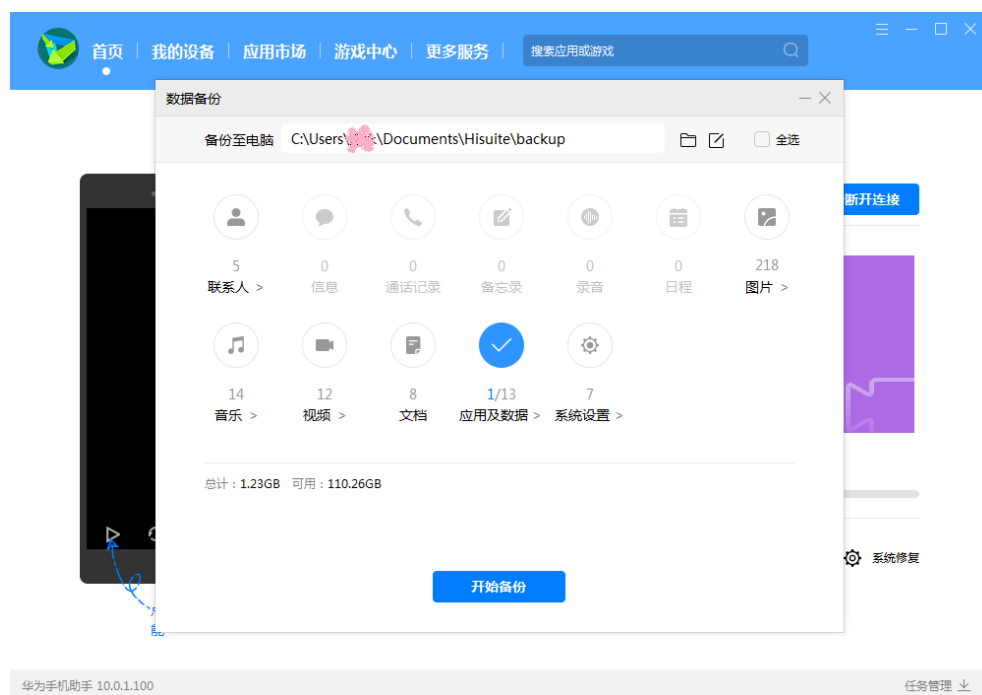 首页 我的设备 应用市场 游戏中心 更多服务 搜索应用或游戏
数据备份
备份至电脑 C:\Users\ \Documents\Hisuite\backup 全选
断开连接
5 0 0 0 0 0 218
联系人 > 信息 通话记录 备忘录 录音 日程 图片 >
14 12 8 1/13 7
音乐 > 视频 > 文档 应用及数据 > 系统设置 >
总计：1.23GB 可用：110.26GB
系统修复
开始备份
能
华为手机助手 10.0.1.100 任务管理